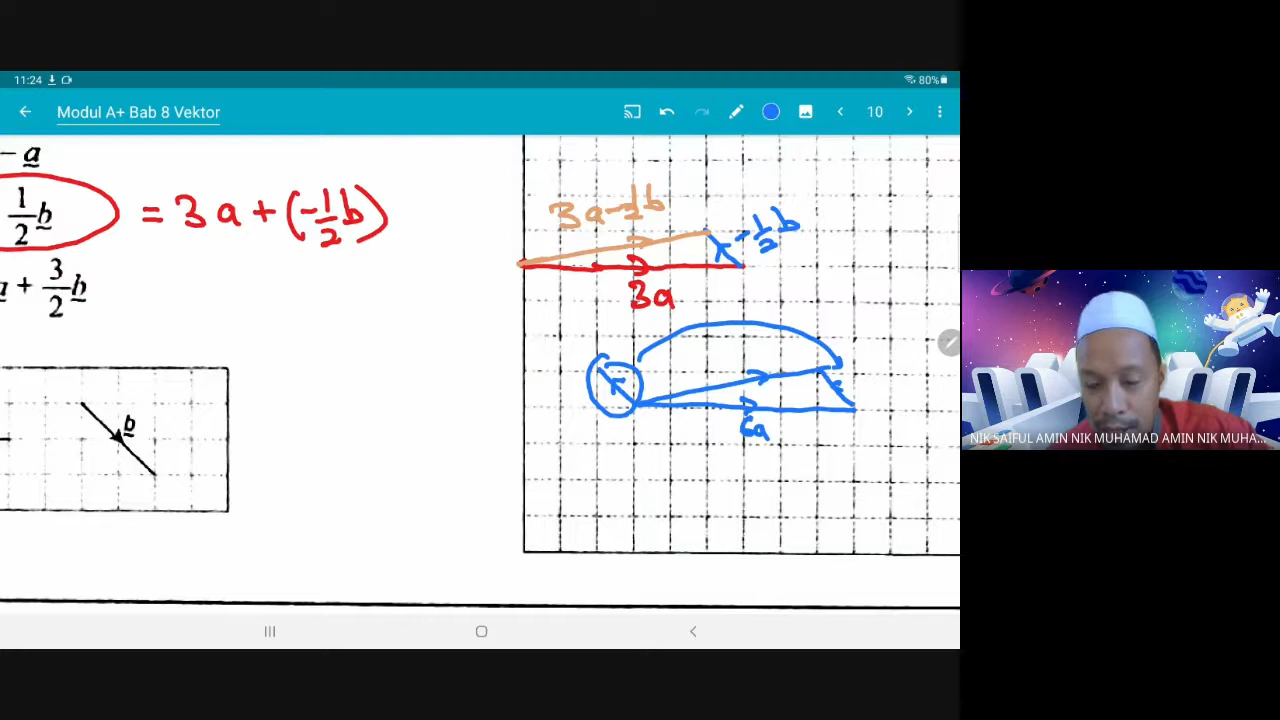 11:24
80%
Modul A+ Bab 8 Vektor
10
- a
1/2 b = 3a + (-1/2 b)
a + 3/2 b
b
3a - 1/2 b
- 1/2 b
3a
NIK SAIFUL AMIN NIK MUHAMAD AMIN NIK MUHA...